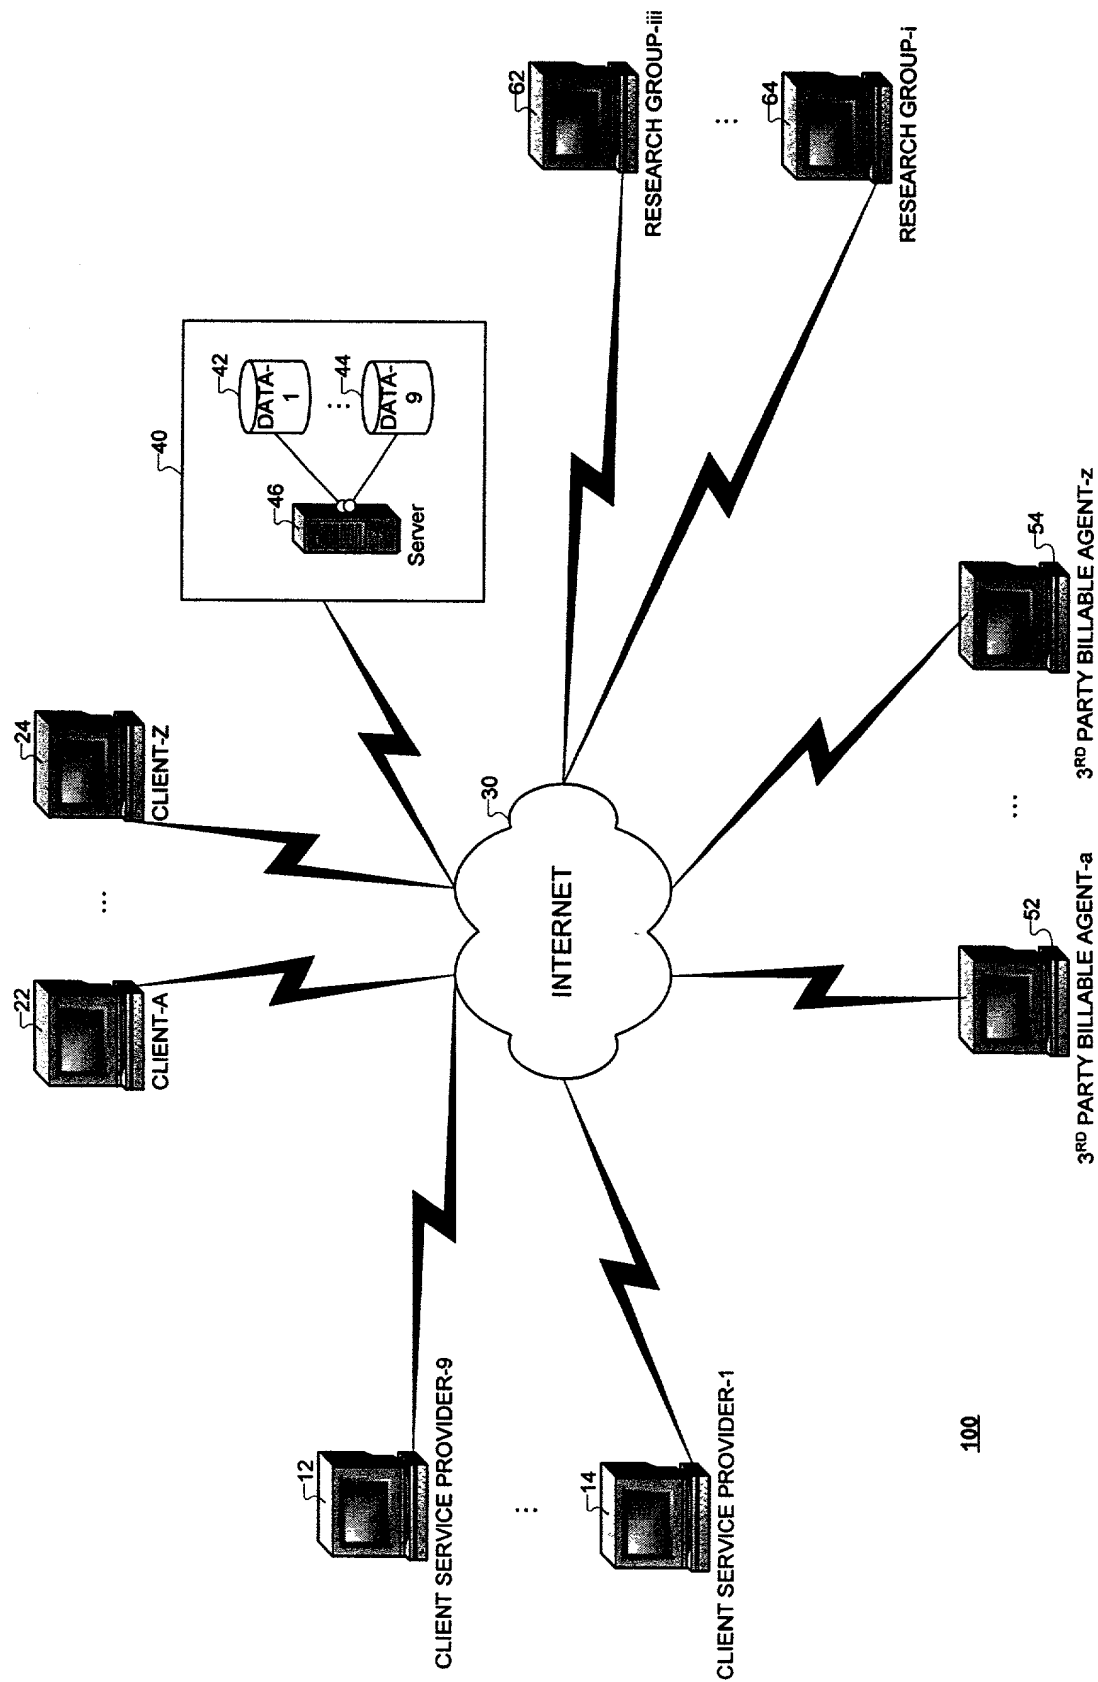 22
CLIENT-A
...
24
CLIENT-Z
40
42
DATA-
1
...
44
DATA-
9
46
Server
12
CLIENT SERVICE PROVIDER-9
...
14
CLIENT SERVICE PROVIDER-1
30
INTERNET
62
RESEARCH GROUP-iii
...
64
RESEARCH GROUP-i
52
3RD PARTY BILLABLE AGENT-a
...
54
3RD PARTY BILLABLE AGENT-z
100